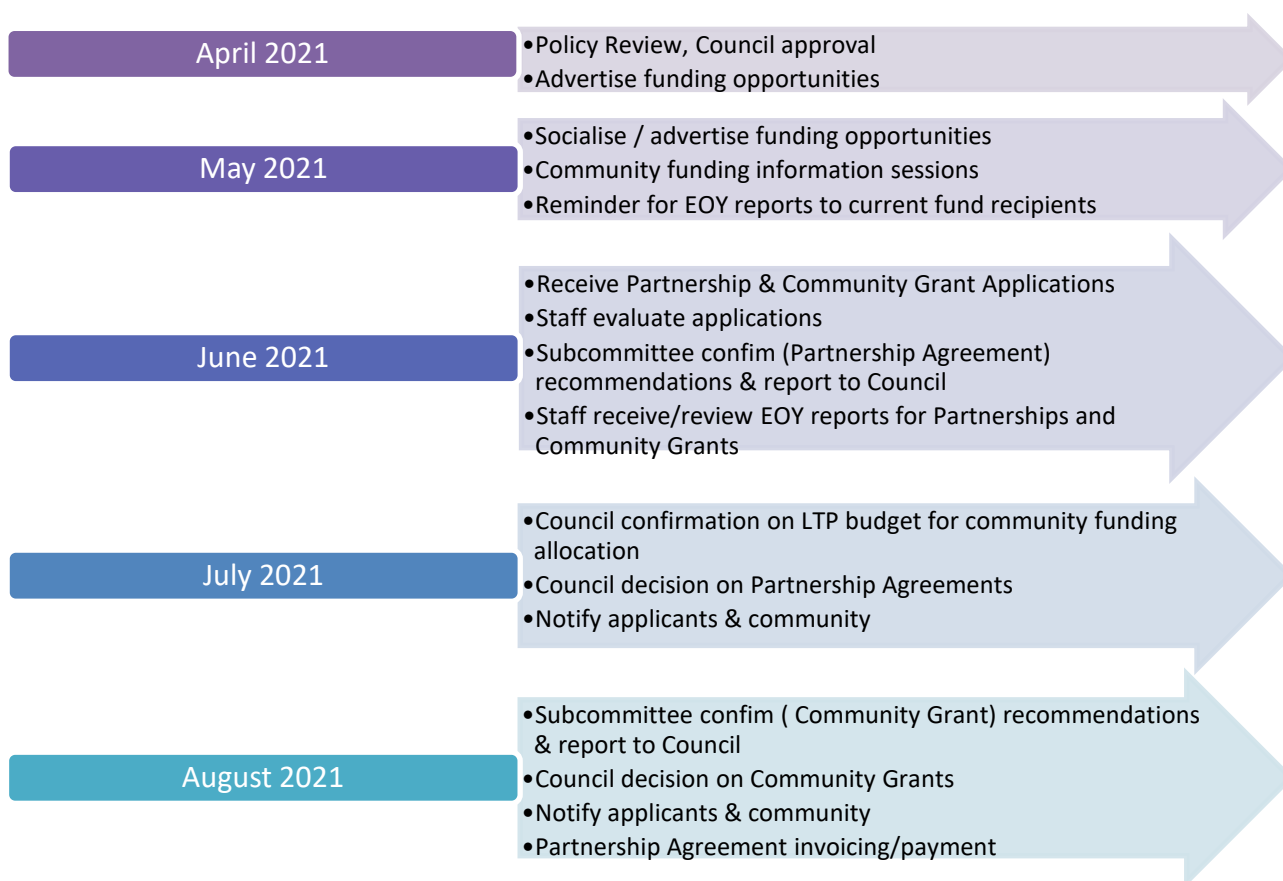 April 2021
•Policy Review, Council approval
•Advertise funding opportunities
May 2021
•Socialise / advertise funding opportunities
•Community funding information sessions
•Reminder for EOY reports to current fund recipients
June 2021
•Receive Partnership & Community Grant Applications
•Staff evaluate applications
•Subcommittee confim (Partnership Agreement)
recommendations & report to Council
•Staff receive/review EOY reports for Partnerships and
Community Grants
July 2021
•Council confirmation on LTP budget for community funding
allocation
•Council decision on Partnership Agreements
•Notify applicants & community
August 2021
•Subcommittee confim ( Community Grant) recommendations
& report to Council
•Council decision on Community Grants
•Notify applicants & community
•Partnership Agreement invoicing/payment